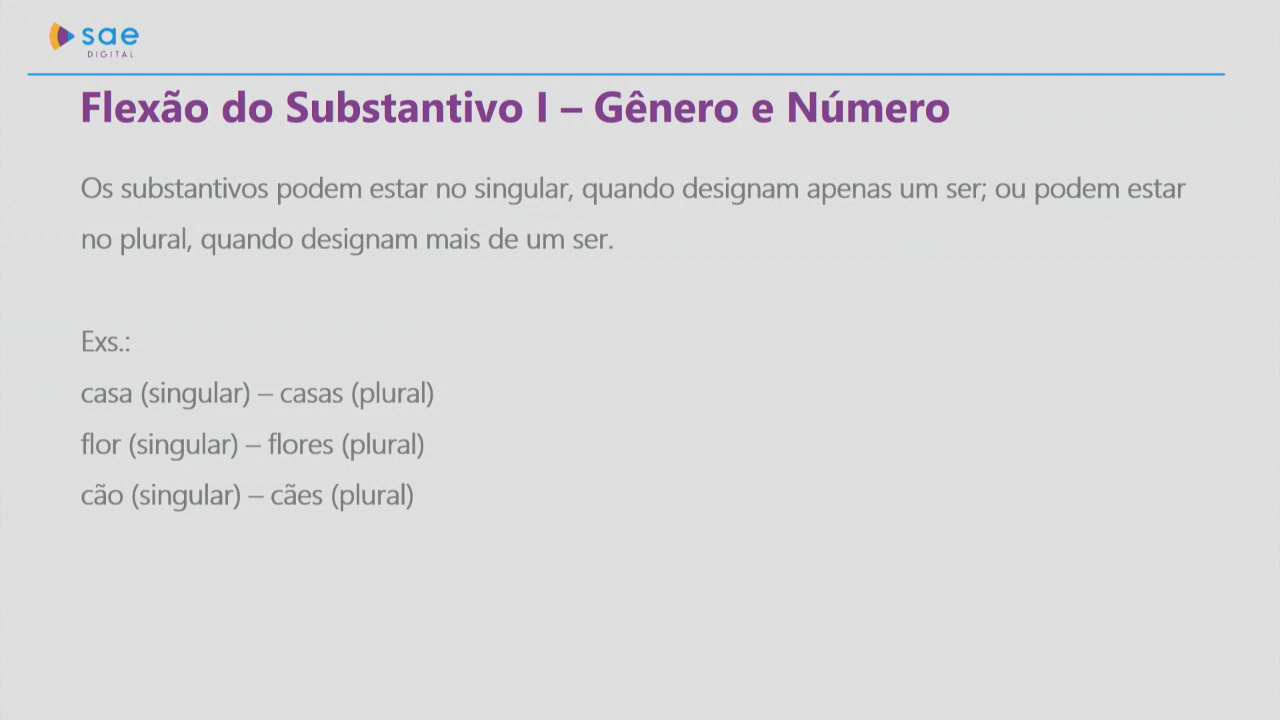 sae
DIGITAL
Flexão do Substantivo I – Gênero e Número
Os substantivos podem estar no singular, quando designam apenas um ser; ou podem estar
no plural, quando designam mais de um ser.
Exs.:
casa (singular) – casas (plural)
flor (singular) – flores (plural)
cão (singular) – cães (plural)